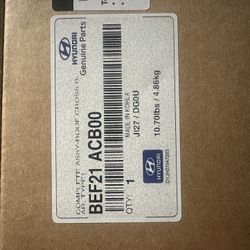 HYUNDAI
Genuine Parts
COMPLETE ASSY-ROOF CROSS B
BEF21 ACB00
QTY: 1
MADE IN KOREA
JI27 / DG0U
10.70lbs / 4.86kg
HYUNDAI